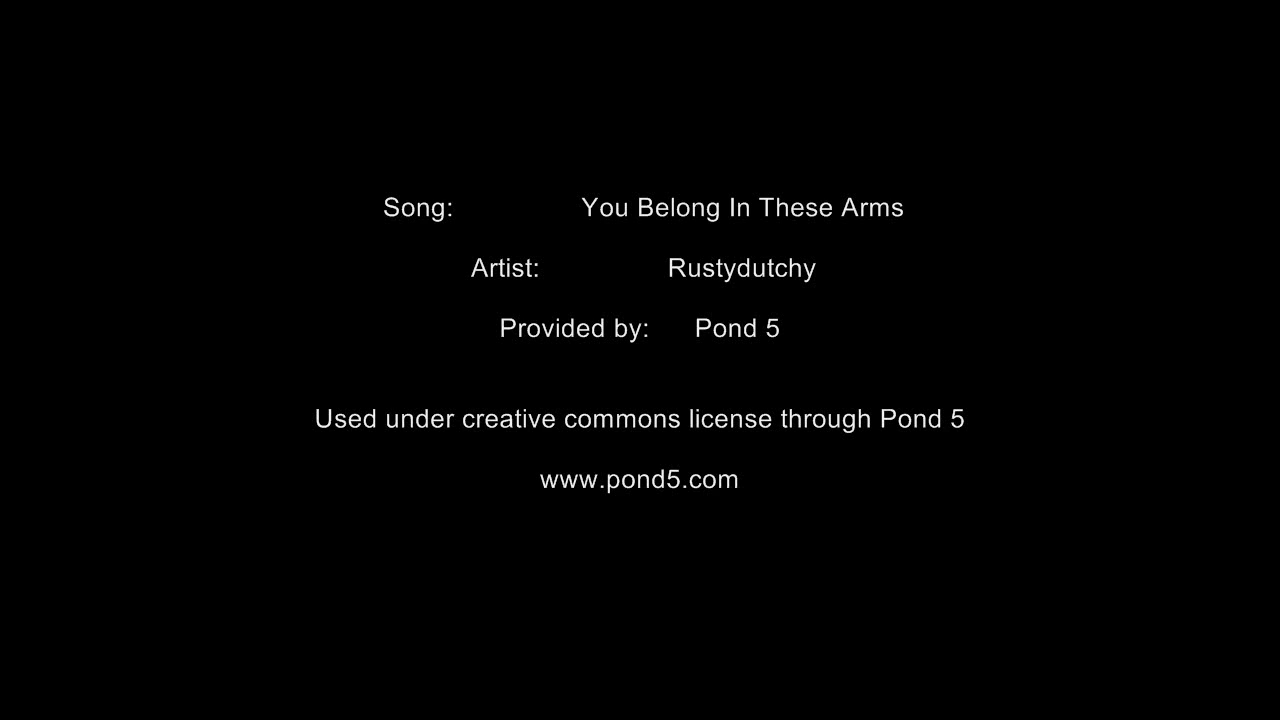 Song: You Belong In These Arms
Artist: Rustydutchy
Provided by: Pond 5
Used under creative commons license through Pond 5
www.pond5.com